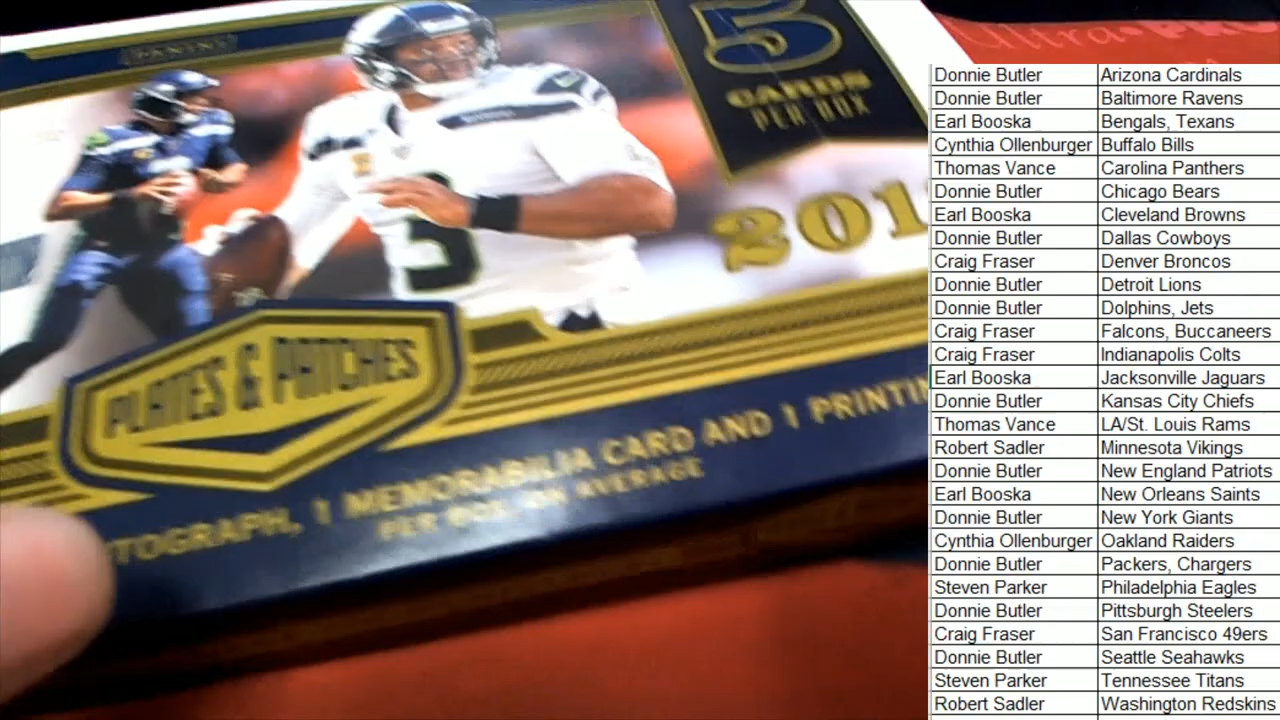 PANINI
5
CARDS
PER BOX
201
3
PLATES & PATCHES
TOGRAPH, 1 MEMORABILIA CARD AND 1 PRINTIN
PER BOX ON AVERAGE
Ultra PRO
Donnie Butler Arizona Cardinals
Donnie Butler Baltimore Ravens
Earl Booska Bengals, Texans
Cynthia Ollenburger Buffalo Bills
Thomas Vance Carolina Panthers
Donnie Butler Chicago Bears
Earl Booska Cleveland Browns
Donnie Butler Dallas Cowboys
Craig Fraser Denver Broncos
Donnie Butler Detroit Lions
Donnie Butler Dolphins, Jets
Craig Fraser Falcons, Buccaneers
Craig Fraser Indianapolis Colts
Earl Booska Jacksonville Jaguars
Donnie Butler Kansas City Chiefs
Thomas Vance LA/St. Louis Rams
Robert Sadler Minnesota Vikings
Donnie Butler New England Patriots
Earl Booska New Orleans Saints
Donnie Butler New York Giants
Cynthia Ollenburger Oakland Raiders
Donnie Butler Packers, Chargers
Steven Parker Philadelphia Eagles
Donnie Butler Pittsburgh Steelers
Craig Fraser San Francisco 49ers
Donnie Butler Seattle Seahawks
Steven Parker Tennessee Titans
Robert Sadler Washington Redskins